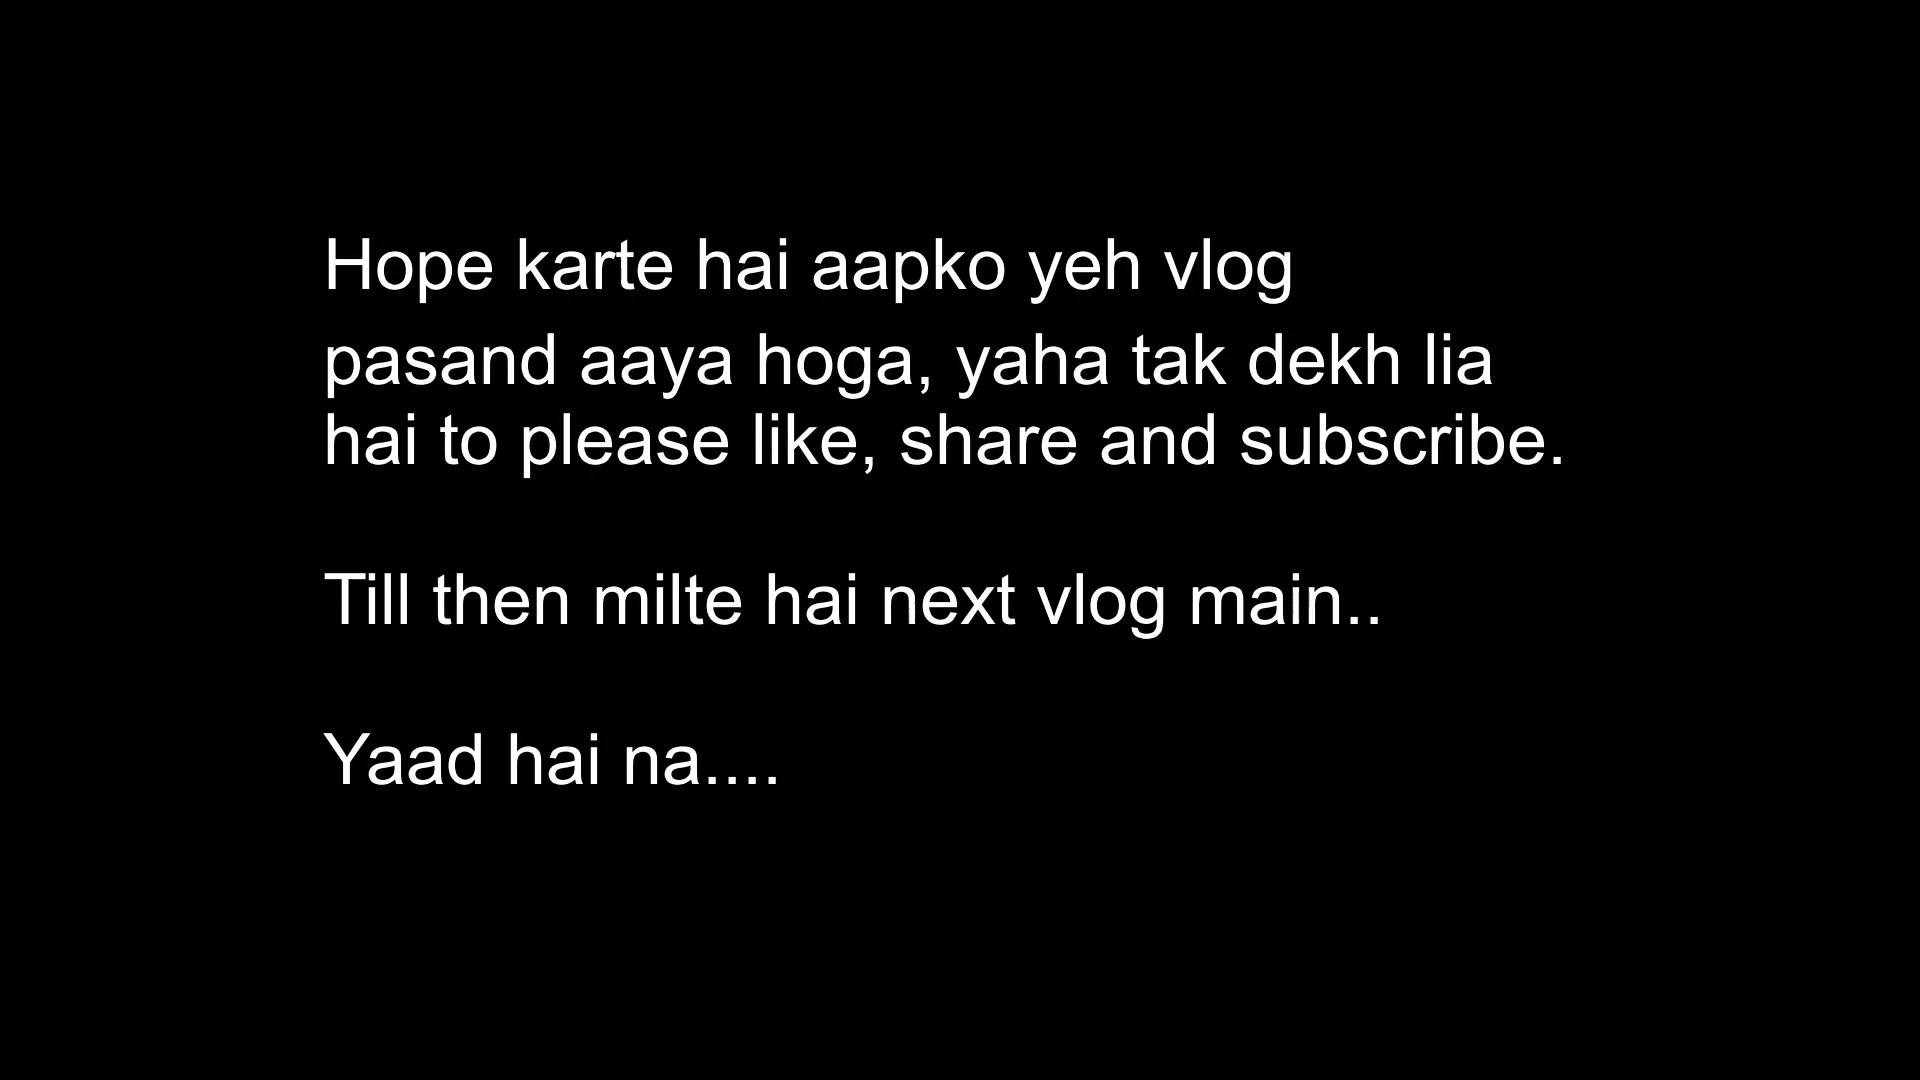 Hope karte hai aapko yeh vlog
pasand aaya hoga, yaha tak dekh lia
hai to please like, share and subscribe.
Till then milte hai next vlog main..
Yaad hai na....